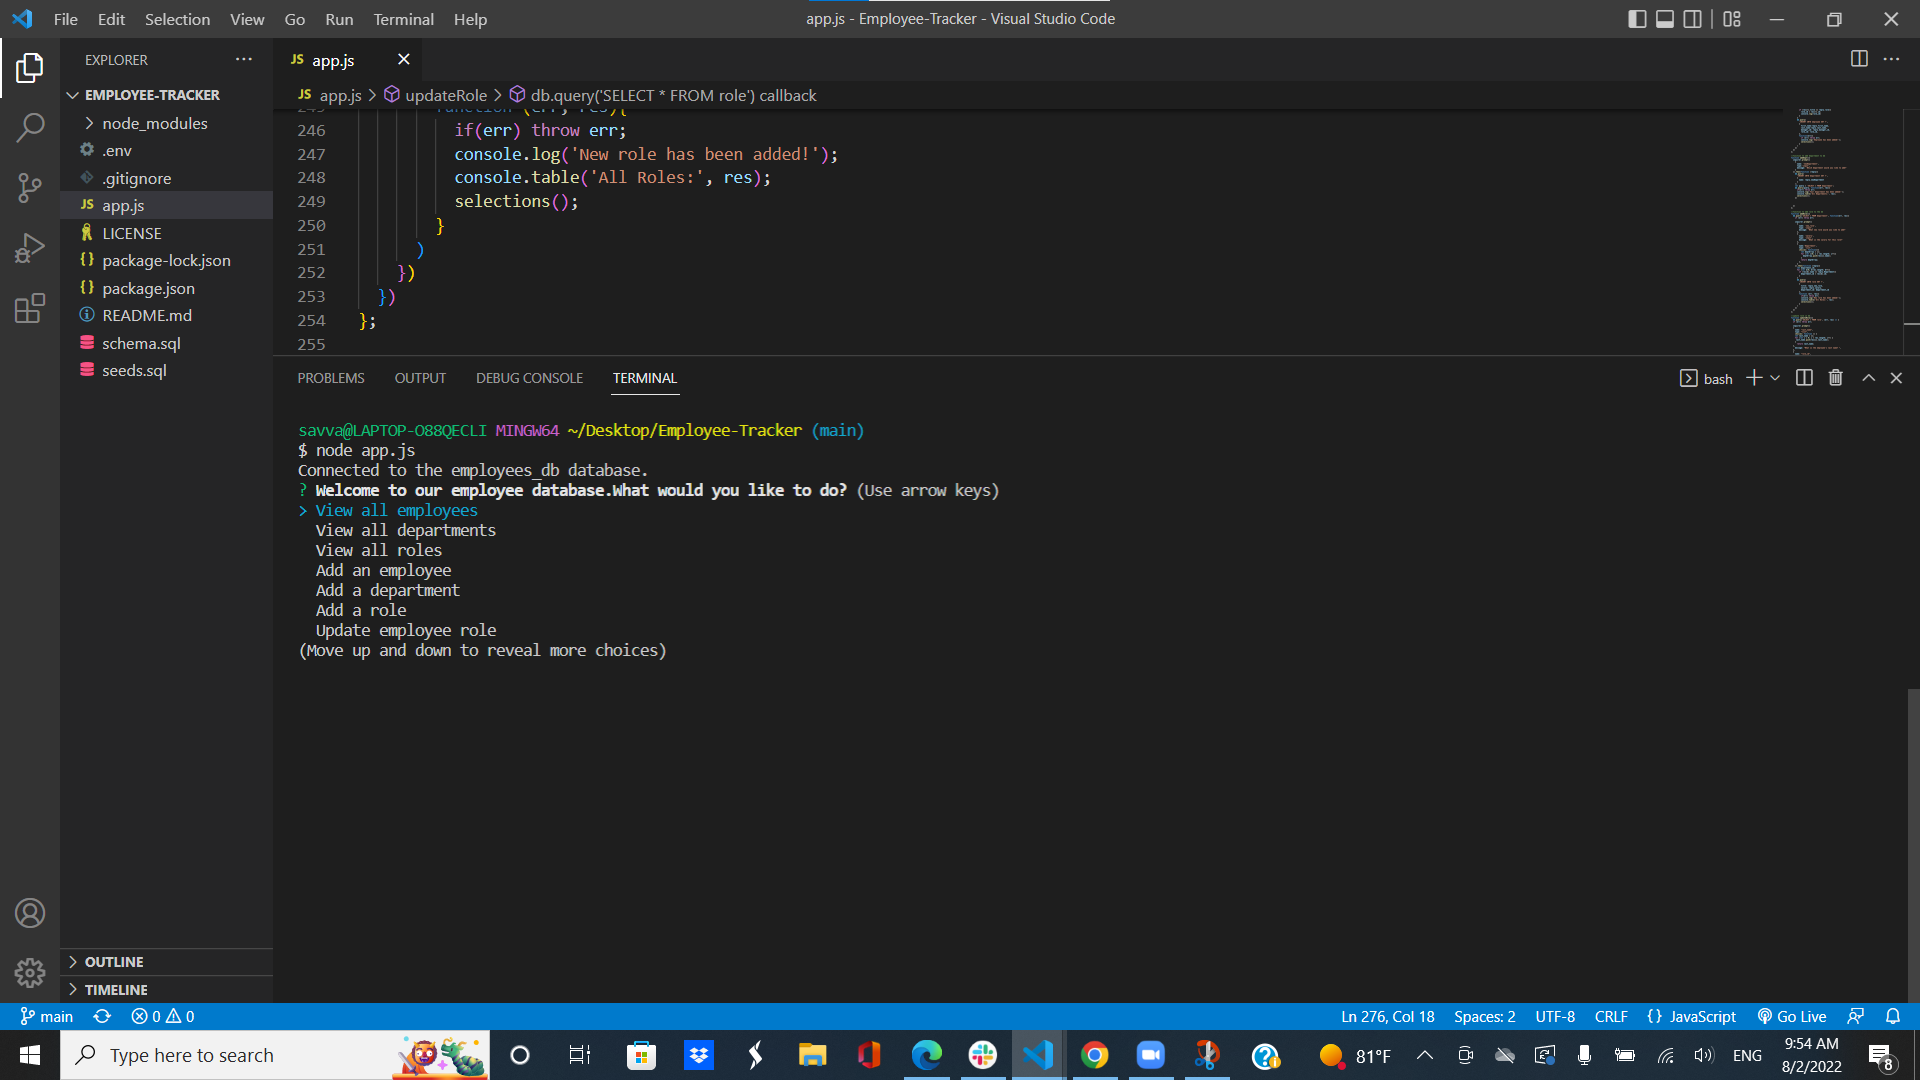 File Edit Selection View Go Run Terminal Help
app.js - Employee-Tracker - Visual Studio Code
EXPLORER
EMPLOYEE-TRACKER
node_modules
.env
.gitignore
JS app.js
LICENSE
{} package-lock.json
{} package.json
README.md
schema.sql
seeds.sql
OUTLINE
TIMELINE
JS app.js
JS app.js > updateRole > db.query('SELECT * FROM role') callback
246 if(err) throw err;
247 console.log('New role has been added!');
248 console.table('All Roles:', res);
249 selections();
250 }
251 )
252 })
253 })
254 };
255
PROBLEMS OUTPUT DEBUG CONSOLE TERMINAL
bash
savva@LAPTOP-O88QECLI MINGW64 ~/Desktop/Employee-Tracker (main)
$ node app.js
Connected to the employees_db database.
? Welcome to our employee database.What would you like to do? (Use arrow keys)
> View all employees
View all departments
View all roles
Add an employee
Add a department
Add a role
Update employee role
(Move up and down to reveal more choices)
main 0 0
Ln 276, Col 18 Spaces: 2 UTF-8 CRLF {} JavaScript Go Live
Type here to search
81°F
ENG
9:54 AM
8/2/2022
8